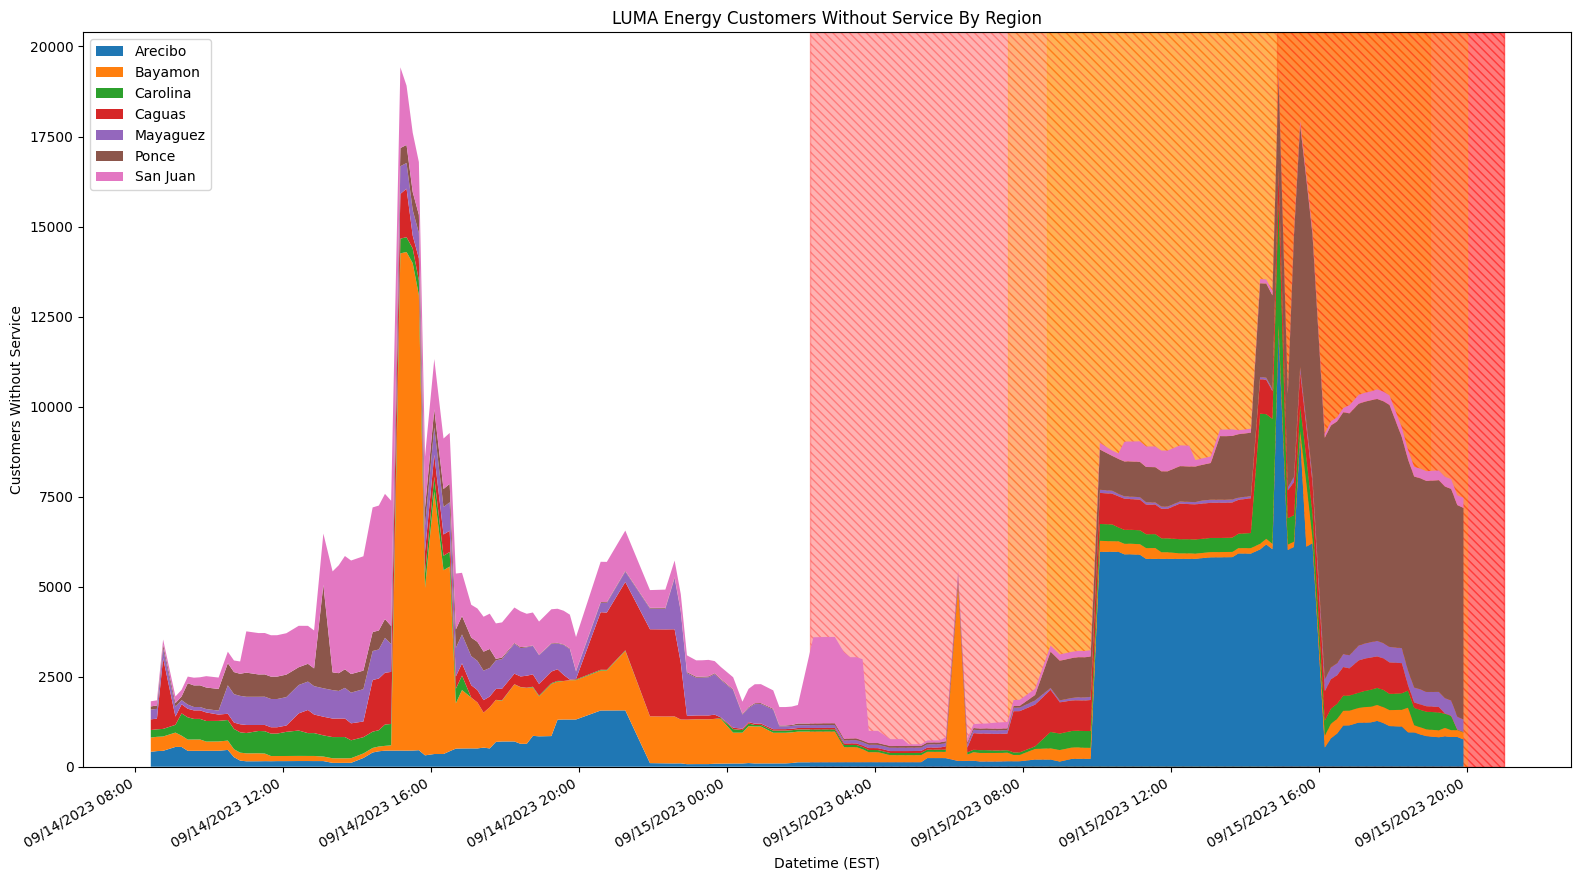 LUMA Energy Customers Without Service By Region
20000
17500
15000
12500
10000
7500
5000
2500
0
Customers Without Service
Arecibo
Bayamon
Carolina
Caguas
Mayaguez
Ponce
San Juan
09/14/2023 08:00
09/14/2023 12:00
09/14/2023 16:00
09/14/2023 20:00
09/15/2023 00:00
09/15/2023 04:00
09/15/2023 08:00
09/15/2023 12:00
09/15/2023 16:00
09/15/2023 20:00
Datetime (EST)